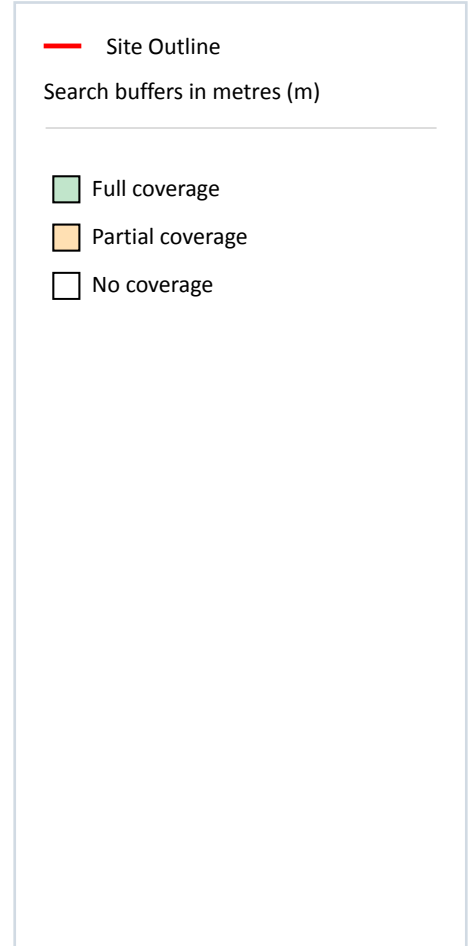 Site Outline
Search buffers in metres (m)
Full coverage
Partial coverage
No coverage